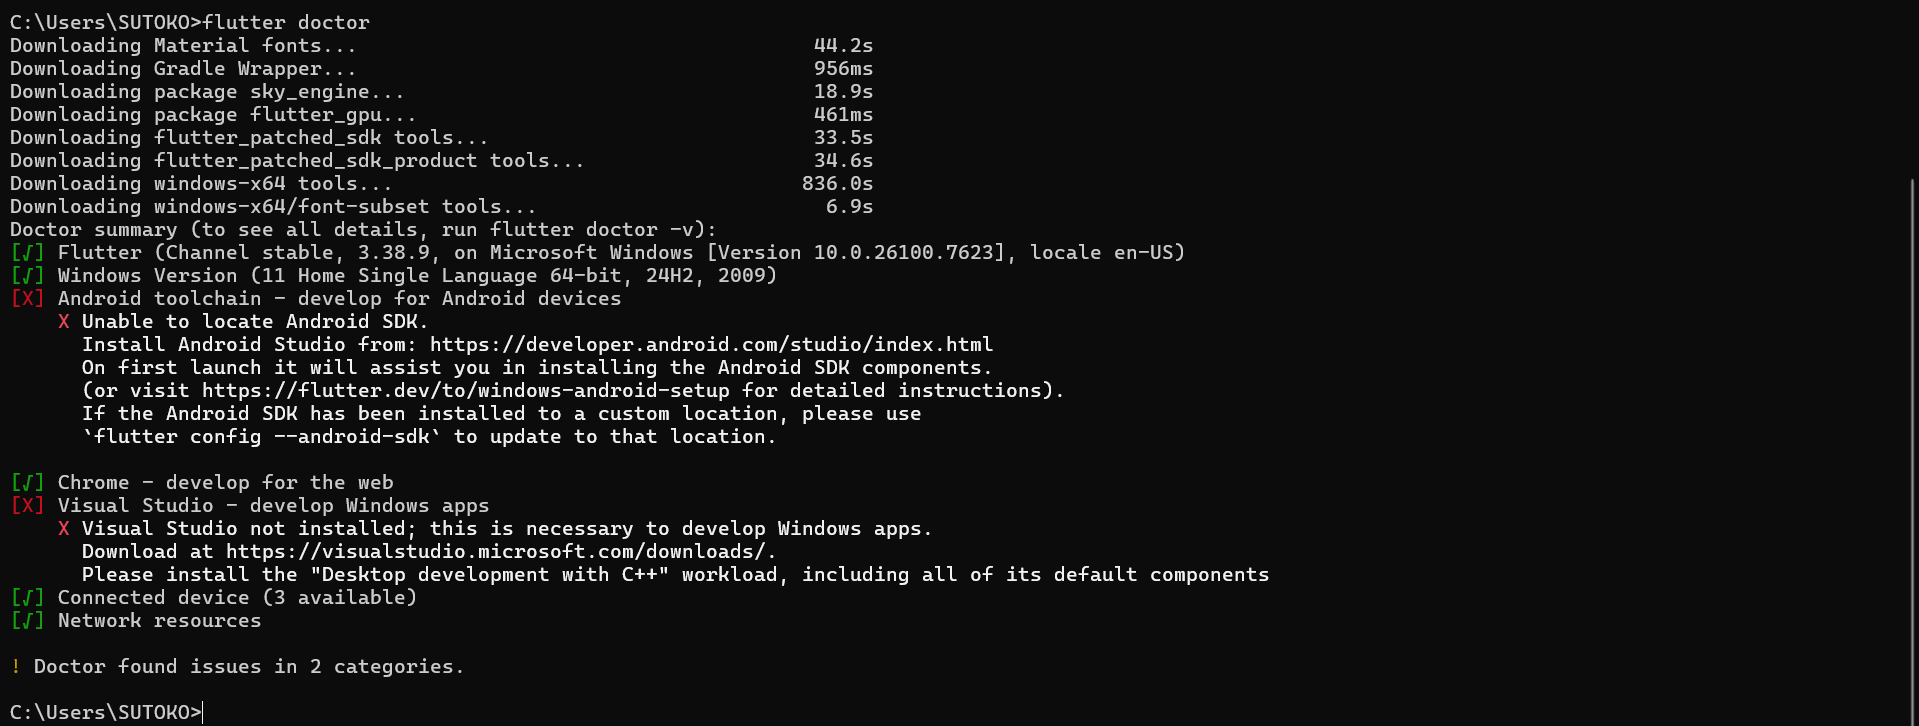 C:\Users\SUTOKO>flutter doctor
Downloading Material fonts... 44.2s
Downloading Gradle Wrapper... 956ms
Downloading package sky_engine... 18.9s
Downloading package flutter_gpu... 461ms
Downloading flutter_patched_sdk tools... 33.5s
Downloading flutter_patched_sdk_product tools... 34.6s
Downloading windows-x64 tools... 836.0s
Downloading windows-x64/font-subset tools... 6.9s
Doctor summary (to see all details, run flutter doctor -v):
[√] Flutter (Channel stable, 3.38.9, on Microsoft Windows [Version 10.0.26100.7623], locale en-US)
[√] Windows Version (11 Home Single Language 64-bit, 24H2, 2009)
[X] Android toolchain - develop for Android devices
X Unable to locate Android SDK.
Install Android Studio from: https://developer.android.com/studio/index.html
On first launch it will assist you in installing the Android SDK components.
(or visit https://flutter.dev/to/windows-android-setup for detailed instructions).
If the Android SDK has been installed to a custom location, please use
`flutter config --android-sdk` to update to that location.
[√] Chrome - develop for the web
[X] Visual Studio - develop Windows apps
X Visual Studio not installed; this is necessary to develop Windows apps.
Download at https://visualstudio.microsoft.com/downloads/.
Please install the "Desktop development with C++" workload, including all of its default components
[√] Connected device (3 available)
[√] Network resources
! Doctor found issues in 2 categories.
C:\Users\SUTOKO>